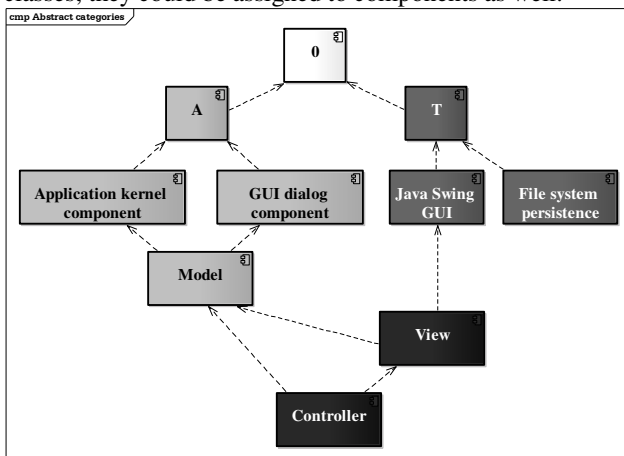 classes, they could be assigned to components as well.
cmp Abstract categories
0
A
T
Application kernel
component
GUI dialog
component
Java Swing
GUI
File system
persistence
Model
View
Controller